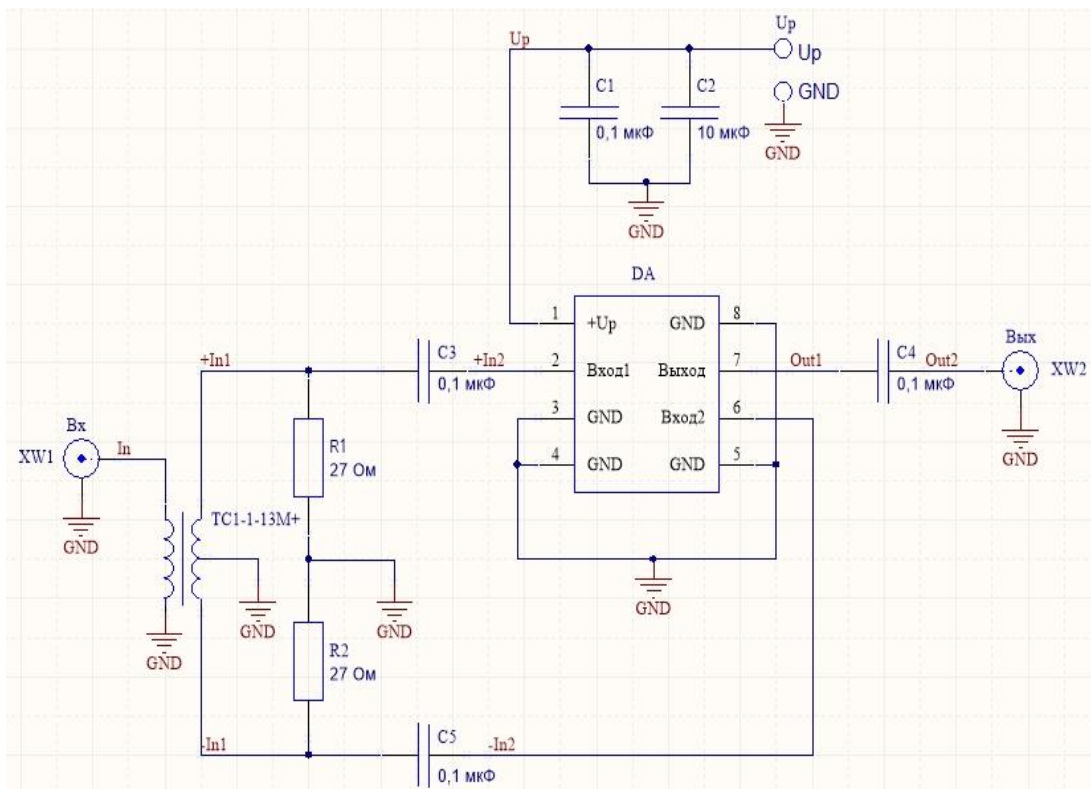 Up
Up
Up
C1
C2
GND
0,1 мкФ
10 мкФ
GND
GND
DA
1
+Up
GND
8
+In1
C3
+In2
2
Вход1
Выход
7
Out1
C4
Out2
Вых
XW2
0,1 мкФ
0,1 мкФ
3
GND
Вход2
6
Вх
XW1
In
R1
27 Ом
4
GND
GND
5
GND
GND
TC1-1-13M+
GND
GND
GND
GND
R2
27 Ом
-In1
C5
-In2
0,1 мкФ